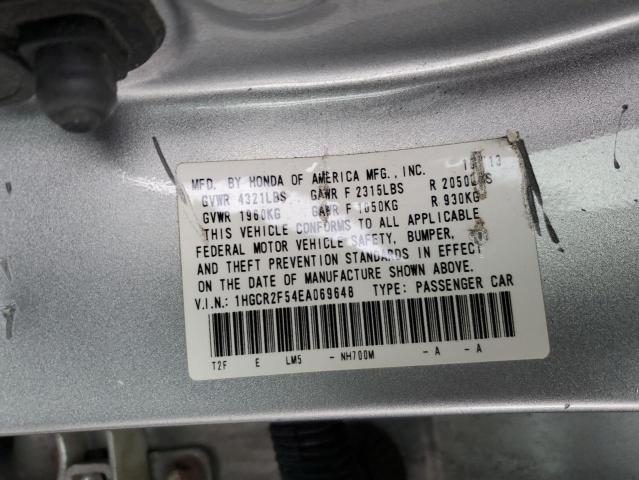 MFD. BY HONDA OF AMERICA MFG., INC. 13
GVWR 4321LBS GAWR F 2315LBS R 2050LBS
GVWR 1960KG GAWR F 1050KG R 930KG
THIS VEHICLE CONFORMS TO ALL APPLICABLE
FEDERAL MOTOR VEHICLE SAFETY, BUMPER,
AND THEFT PREVENTION STANDARDS IN EFFECT
ON THE DATE OF MANUFACTURE SHOWN ABOVE.
V.I.N.: 1HGCR2F54EA069648 TYPE: PASSENGER CAR
T2F E LM5 - NH700M - A - A